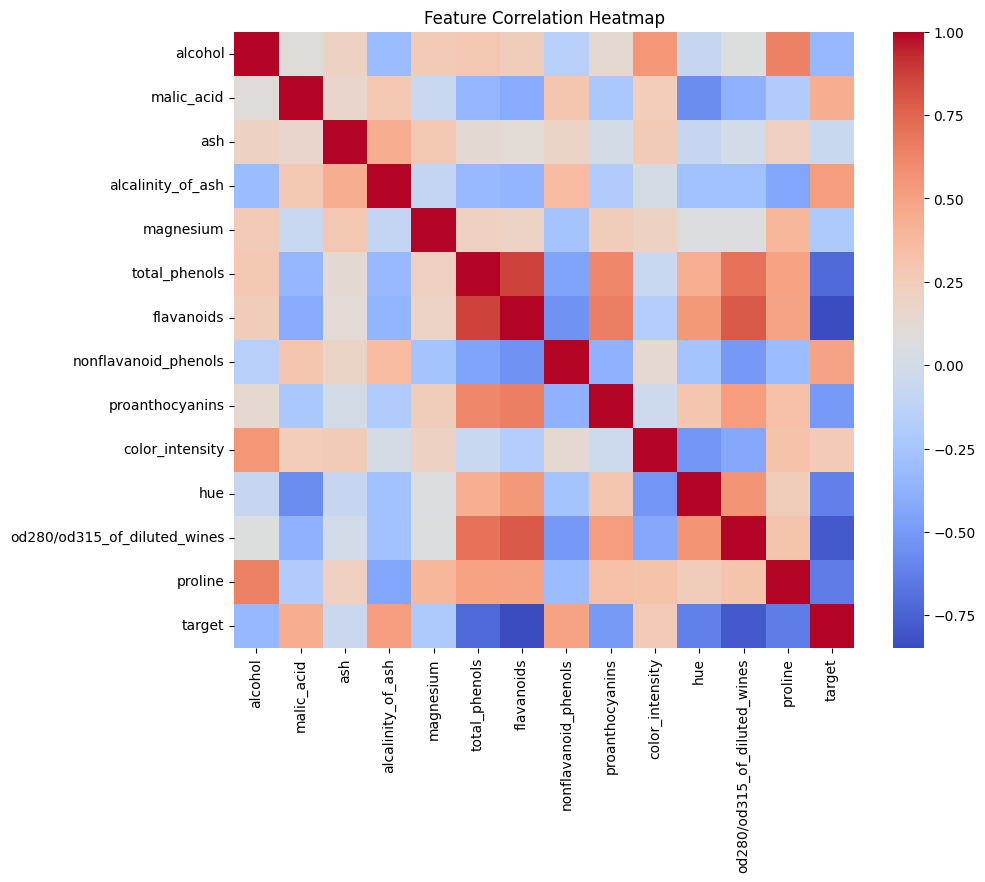 Feature Correlation Heatmap
alcohol
malic_acid
ash
alcalinity_of_ash
magnesium
total_phenols
flavanoids
nonflavanoid_phenols
proanthocyanins
color_intensity
hue
od280/od315_of_diluted_wines
proline
target
alcohol
malic_acid
ash
alcalinity_of_ash
magnesium
total_phenols
flavanoids
nonflavanoid_phenols
proanthocyanins
color_intensity
hue
od280/od315_of_diluted_wines
proline
target
1.00
0.75
0.50
0.25
0.00
−0.25
−0.50
−0.75